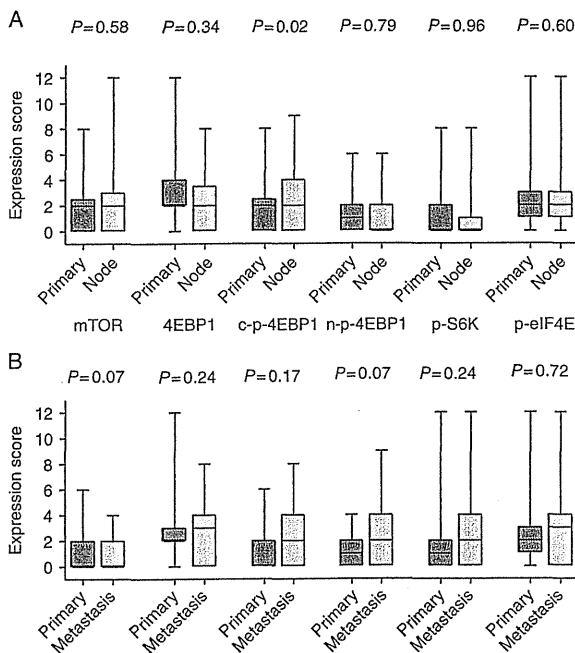 A
P=0.58 P=0.34 P=0.02 P=0.79 P=0.96 P=0.60
Expression score
12
10
8
6
4
2
0
Primary Node Primary Node Primary Node Primary Node Primary Node Primary Node
mTOR 4EBP1 c-p-4EBP1 n-p-4EBP1 p-S6K p-eIF4E
B
P=0.07 P=0.24 P=0.17 P=0.07 P=0.24 P=0.72
Expression score
12
10
8
6
4
2
0
Primary Metastasis Primary Metastasis Primary Metastasis Primary Metastasis Primary Metastasis Primary Metastasis